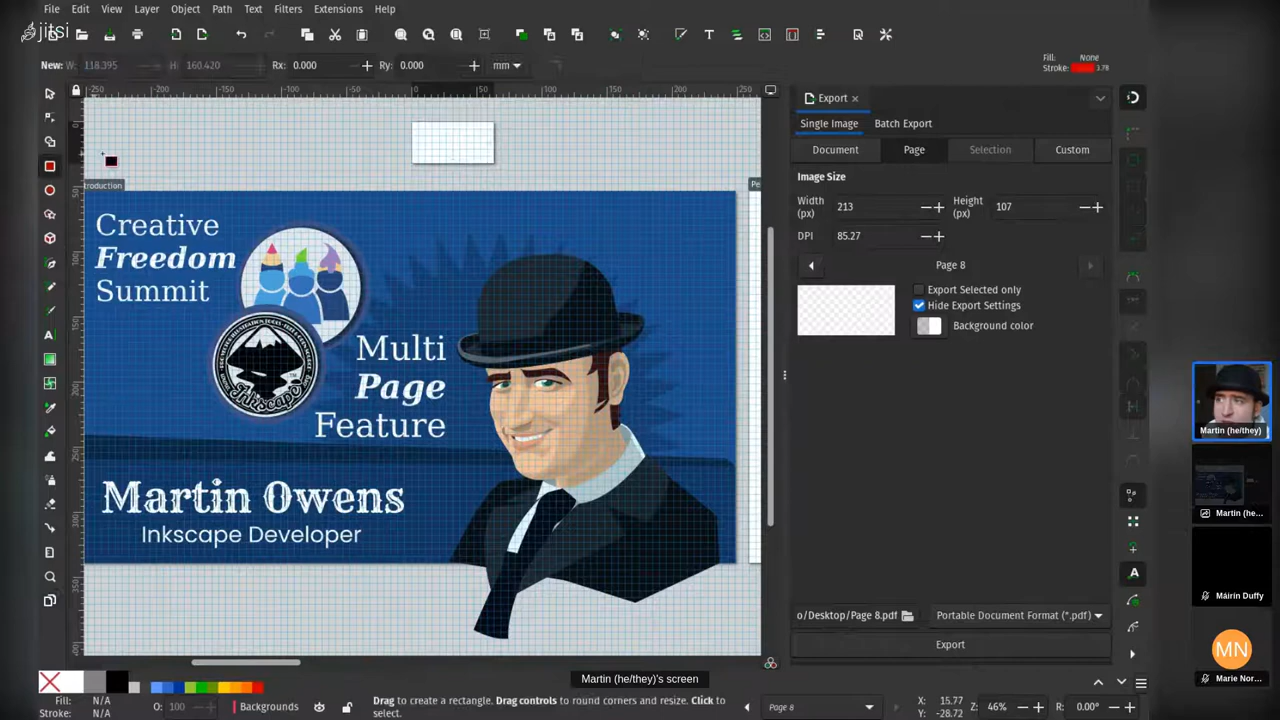 jitsi
File Edit View Layer Object Path Text Filters Extensions Help
New: W: 118.395 H: 160.420 Rx: 0.000 Ry: 0.000 mm
Fill: None
Stroke: 3.78
Export
Single Image Batch Export
Document Page Selection Custom
Image Size
Width (px) 213 Height (px) 107
DPI 85.27
Page 8
Export Selected only
Hide Export Settings
Background color
o/Desktop/Page 8.pdf Portable Document Format (*.pdf)
Export
troduction
Creative
Freedom
Summit
Inkscape
Multi
Page
Feature
Martin Owens
Inkscape Developer
Martin (he/they)
Martin (he...
Máirín Duffy
MN
Marie Nor...
Martin (he/they)'s screen
Fill: N/A
Stroke: N/A
O: 100
Backgrounds
Drag to create a rectangle. Drag controls to round corners and resize. Click to
select.
Page 8
X: 15.77
Y: -28.72
Z: 46%
R: 0.00°